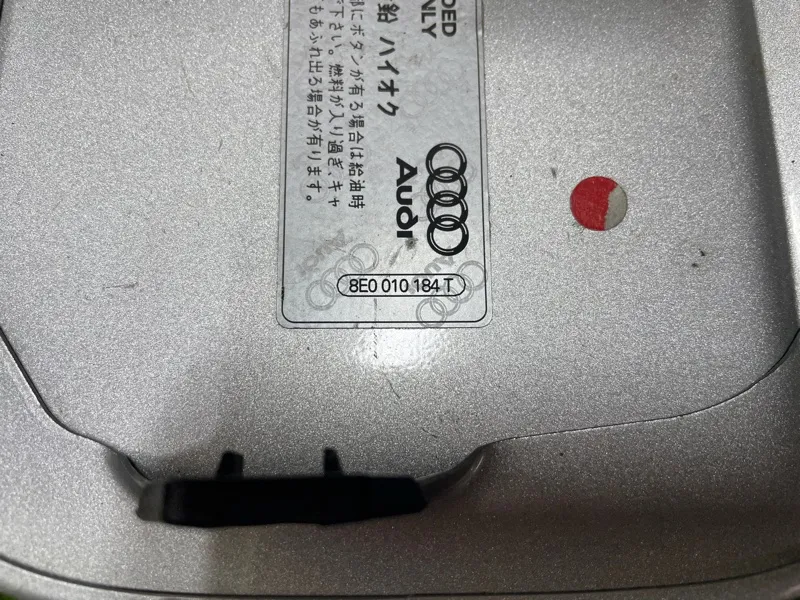 DED
NLY
鉛 ハイオク
部にボタンが有る場合は給油時
下さい。燃料が入り過ぎ、キャ
もあふれ出る場合が有ります。
Audi
8E0 010 184 T